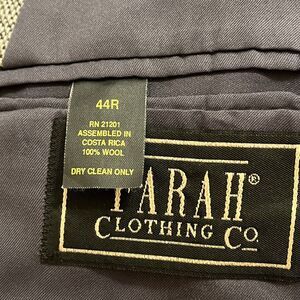 44R
RN 21201
ASSEMBLED IN
COSTA RICA
100% WOOL
DRY CLEAN ONLY
FARAH®
CLOTHING CO.